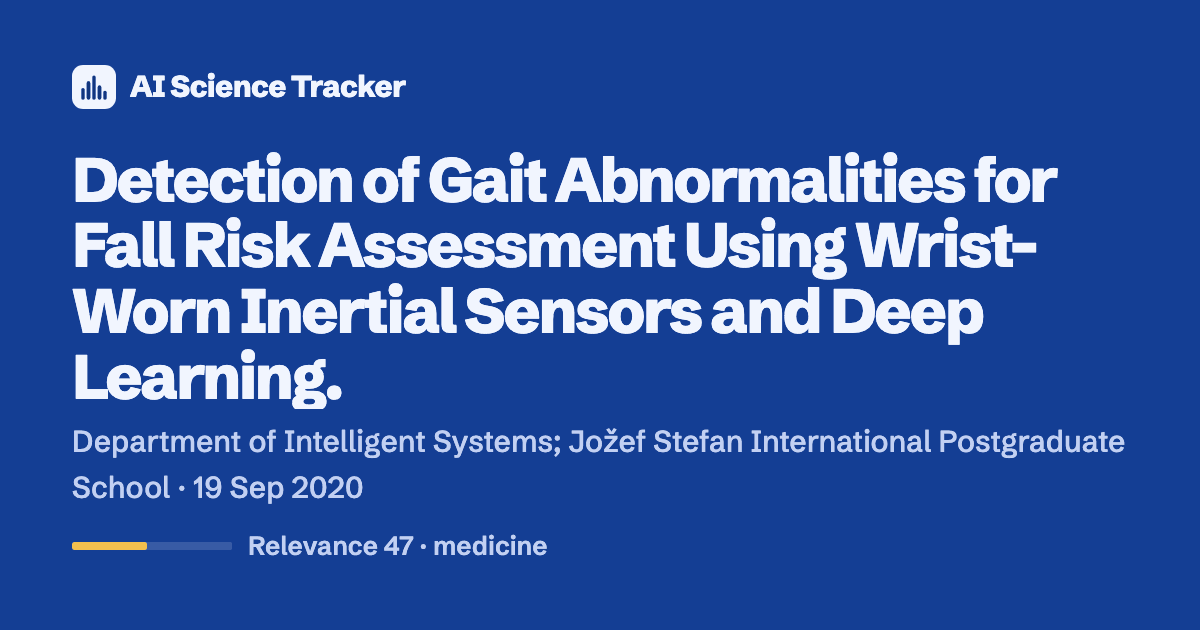 AI Science Tracker
Detection of Gait Abnormalities for
Fall Risk Assessment Using Wrist-
Worn Inertial Sensors and Deep
Learning.
Department of Intelligent Systems; Jožef Stefan International Postgraduate
School · 19 Sep 2020
Relevance 47 · medicine